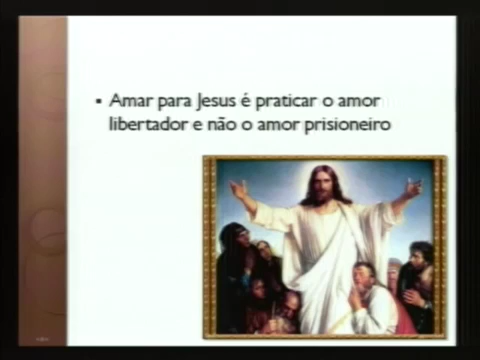 Amar para Jesus é praticar o amor
libertador e não o amor prisioneiro